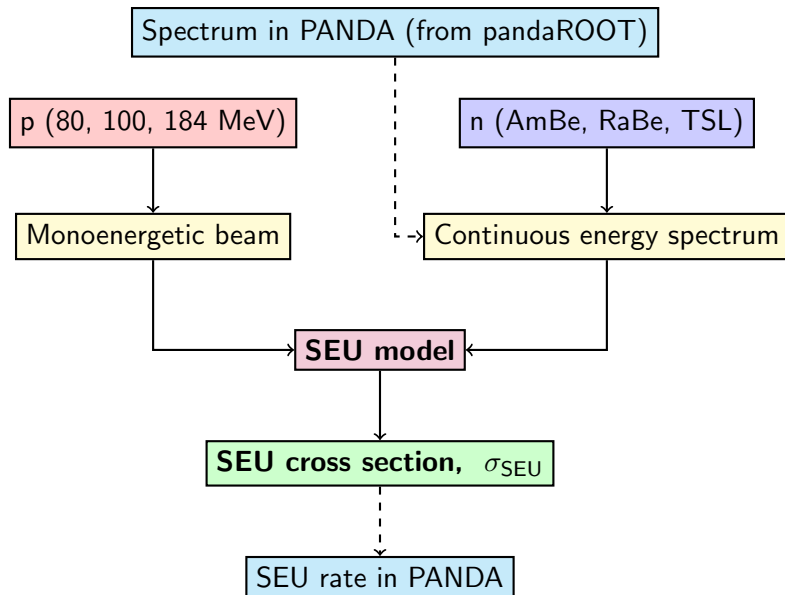 Spectrum in PANDA (from pandaROOT)
p (80, 100, 184 MeV)
n (AmBe, RaBe, TSL)
Monoenergetic beam
Continuous energy spectrum
SEU model
SEU cross section, σSEU
SEU rate in PANDA